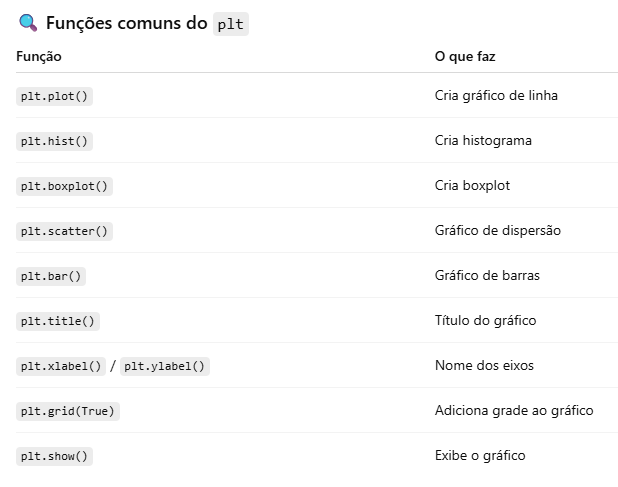 Funções comuns do plt
Função O que faz
plt.plot() Cria gráfico de linha
plt.hist() Cria histograma
plt.boxplot() Cria boxplot
plt.scatter() Gráfico de dispersão
plt.bar() Gráfico de barras
plt.title() Título do gráfico
plt.xlabel() / plt.ylabel() Nome dos eixos
plt.grid(True) Adiciona grade ao gráfico
plt.show() Exibe o gráfico